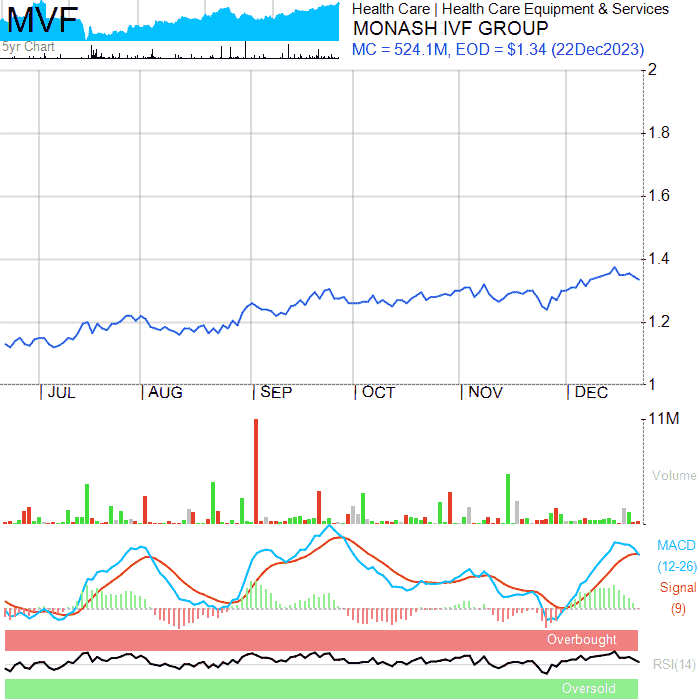 MVF
5yr Chart
Health Care | Health Care Equipment & Services
MONASH IVF GROUP
MC = 524.1M, EOD = $1.34 (22Dec2023)
2
1.8
1.6
1.4
1.2
1
JUL
AUG
SEP
OCT
NOV
DEC
11M
Volume
MACD
(12-26)
Signal
(9)
Overbought
RSI(14)
Oversold